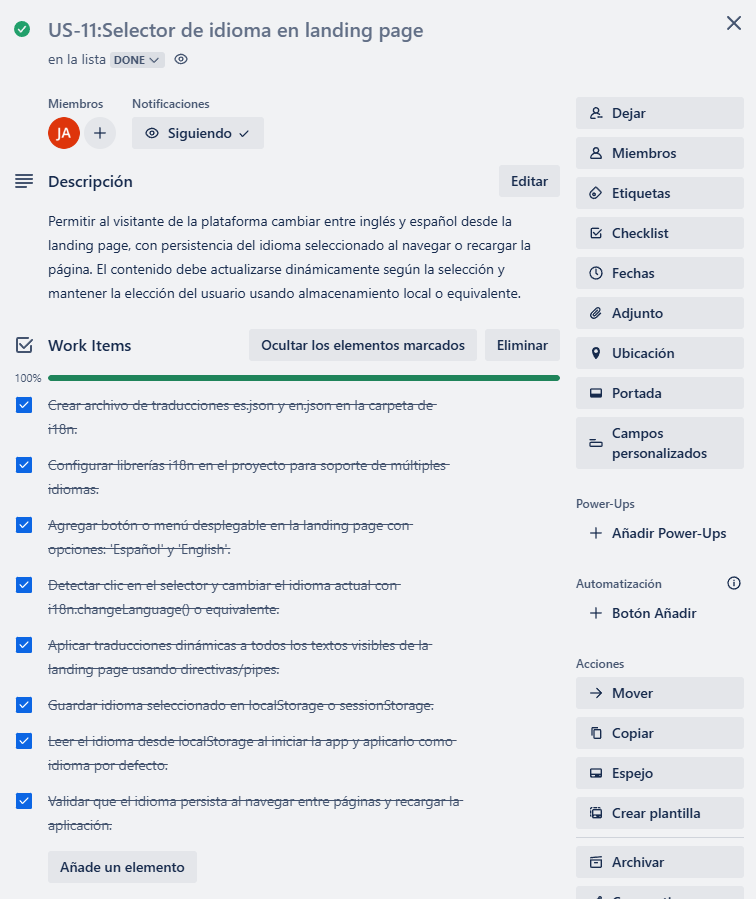 US-11:Selector de idioma en landing page
en la lista DONE
Miembros
Notificaciones
JA
Siguiendo
Descripción
Editar
Permitir al visitante de la plataforma cambiar entre inglés y español desde la
landing page, con persistencia del idioma seleccionado al navegar o recargar la
página. El contenido debe actualizarse dinámicamente según la selección y
mantener la elección del usuario usando almacenamiento local o equivalente.
Work Items
Ocultar los elementos marcados
Eliminar
100%
Crear archivo de traducciones es.json y en.json en la carpeta de
i18n.
Configurar librerías i18n en el proyecto para soporte de múltiples
idiomas.
Agregar botón o menú desplegable en la landing page con
opciones: 'Español' y 'English'.
Detectar clic en el selector y cambiar el idioma actual con
i18n.changeLanguage() o equivalente.
Aplicar traducciones dinámicas a todos los textos visibles de la
landing page usando directivas/pipes.
Guardar idioma seleccionado en localStorage o sessionStorage.
Leer el idioma desde localStorage al iniciar la app y aplicarlo como
idioma por defecto.
Validar que el idioma persista al navegar entre páginas y recargar la
aplicación.
Añade un elemento
Dejar
Miembros
Etiquetas
Checklist
Fechas
Adjunto
Ubicación
Portada
Campos
personalizados
Power-Ups
Añadir Power-Ups
Automatización
Botón Añadir
Acciones
Mover
Copiar
Espejo
Crear plantilla
Archivar